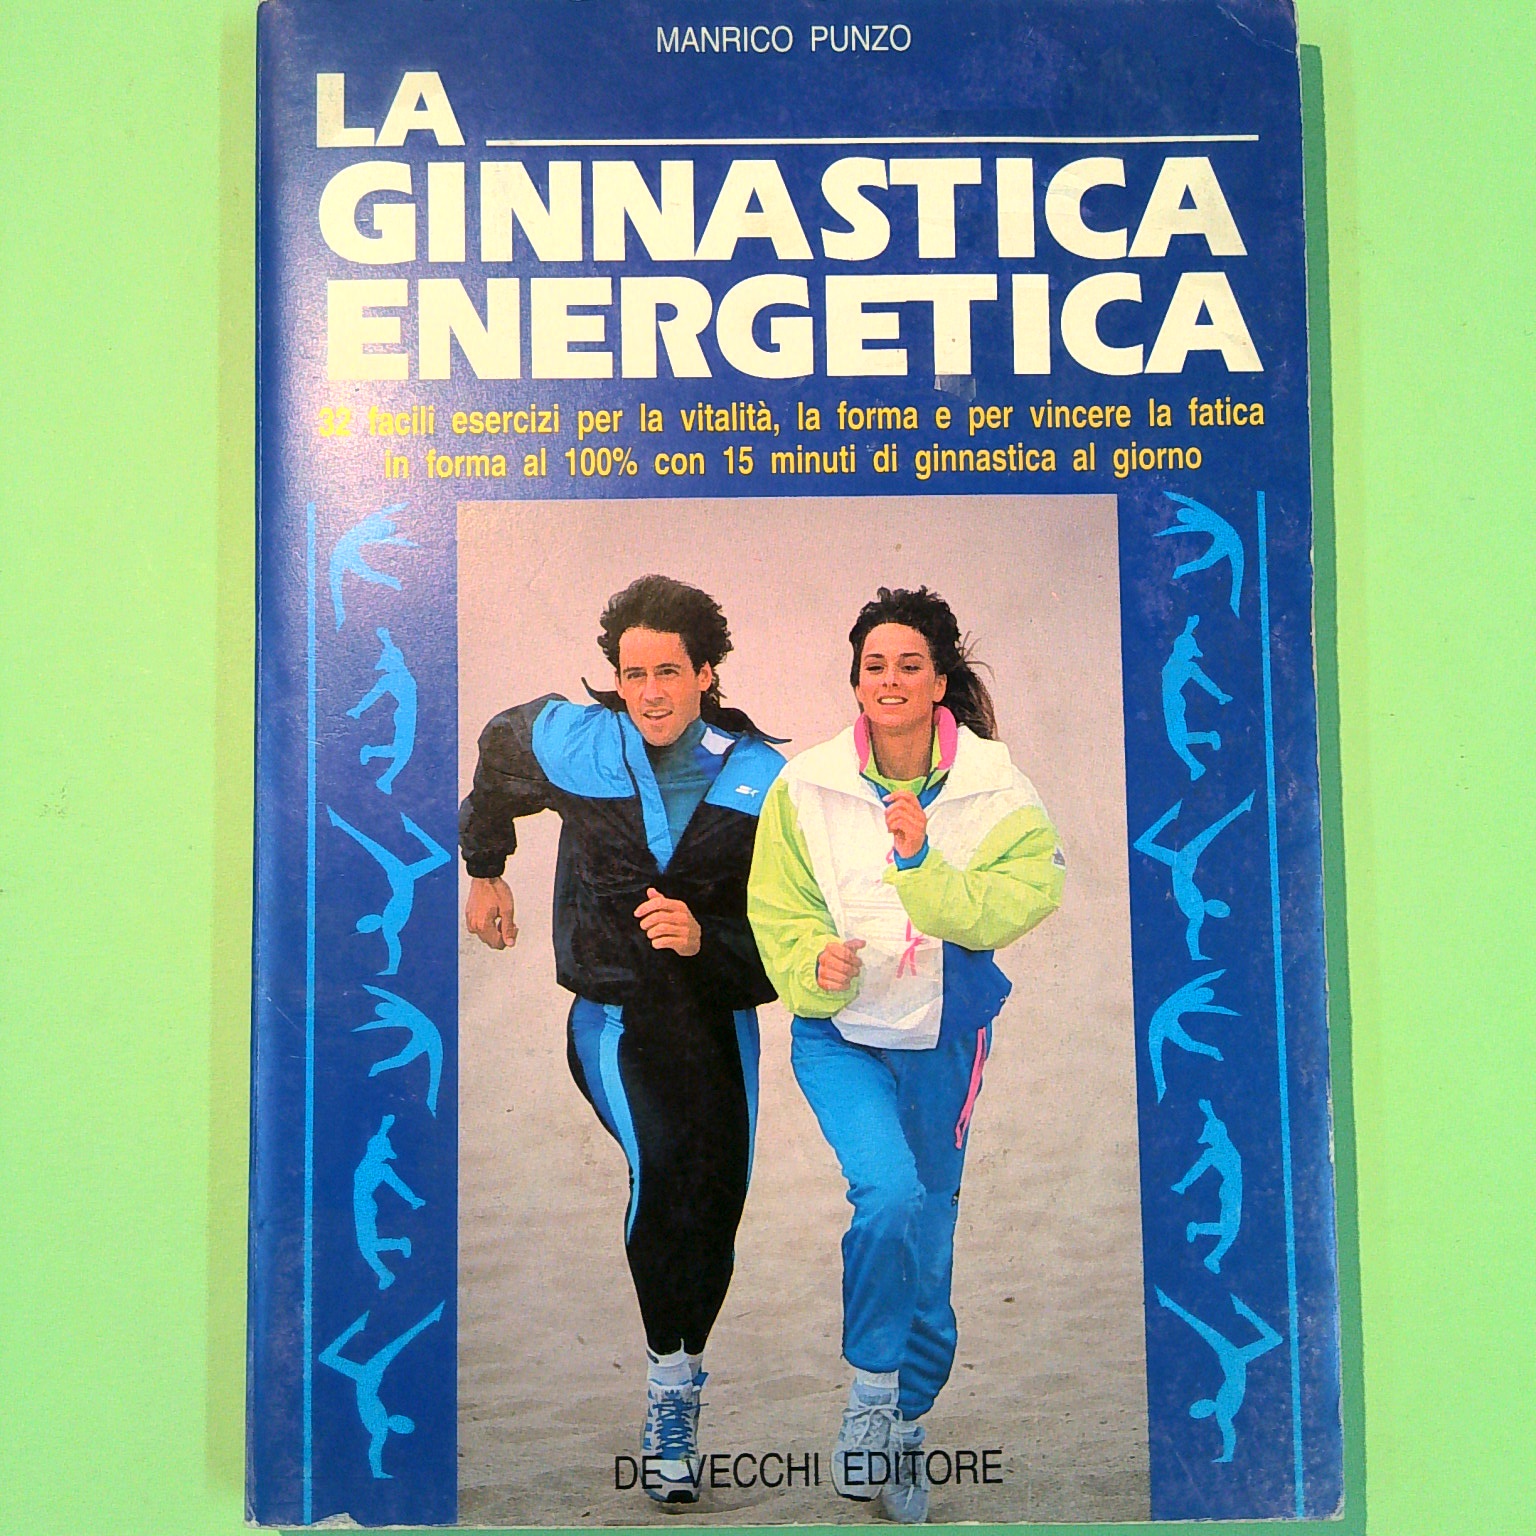 MANRICO PUNZO
LA
GINNASTICA
ENERGETICA
32 facili esercizi per la vitalità, la forma e per vincere la fatica
in forma al 100% con 15 minuti di ginnastica al giorno
DE VECCHI EDITORE